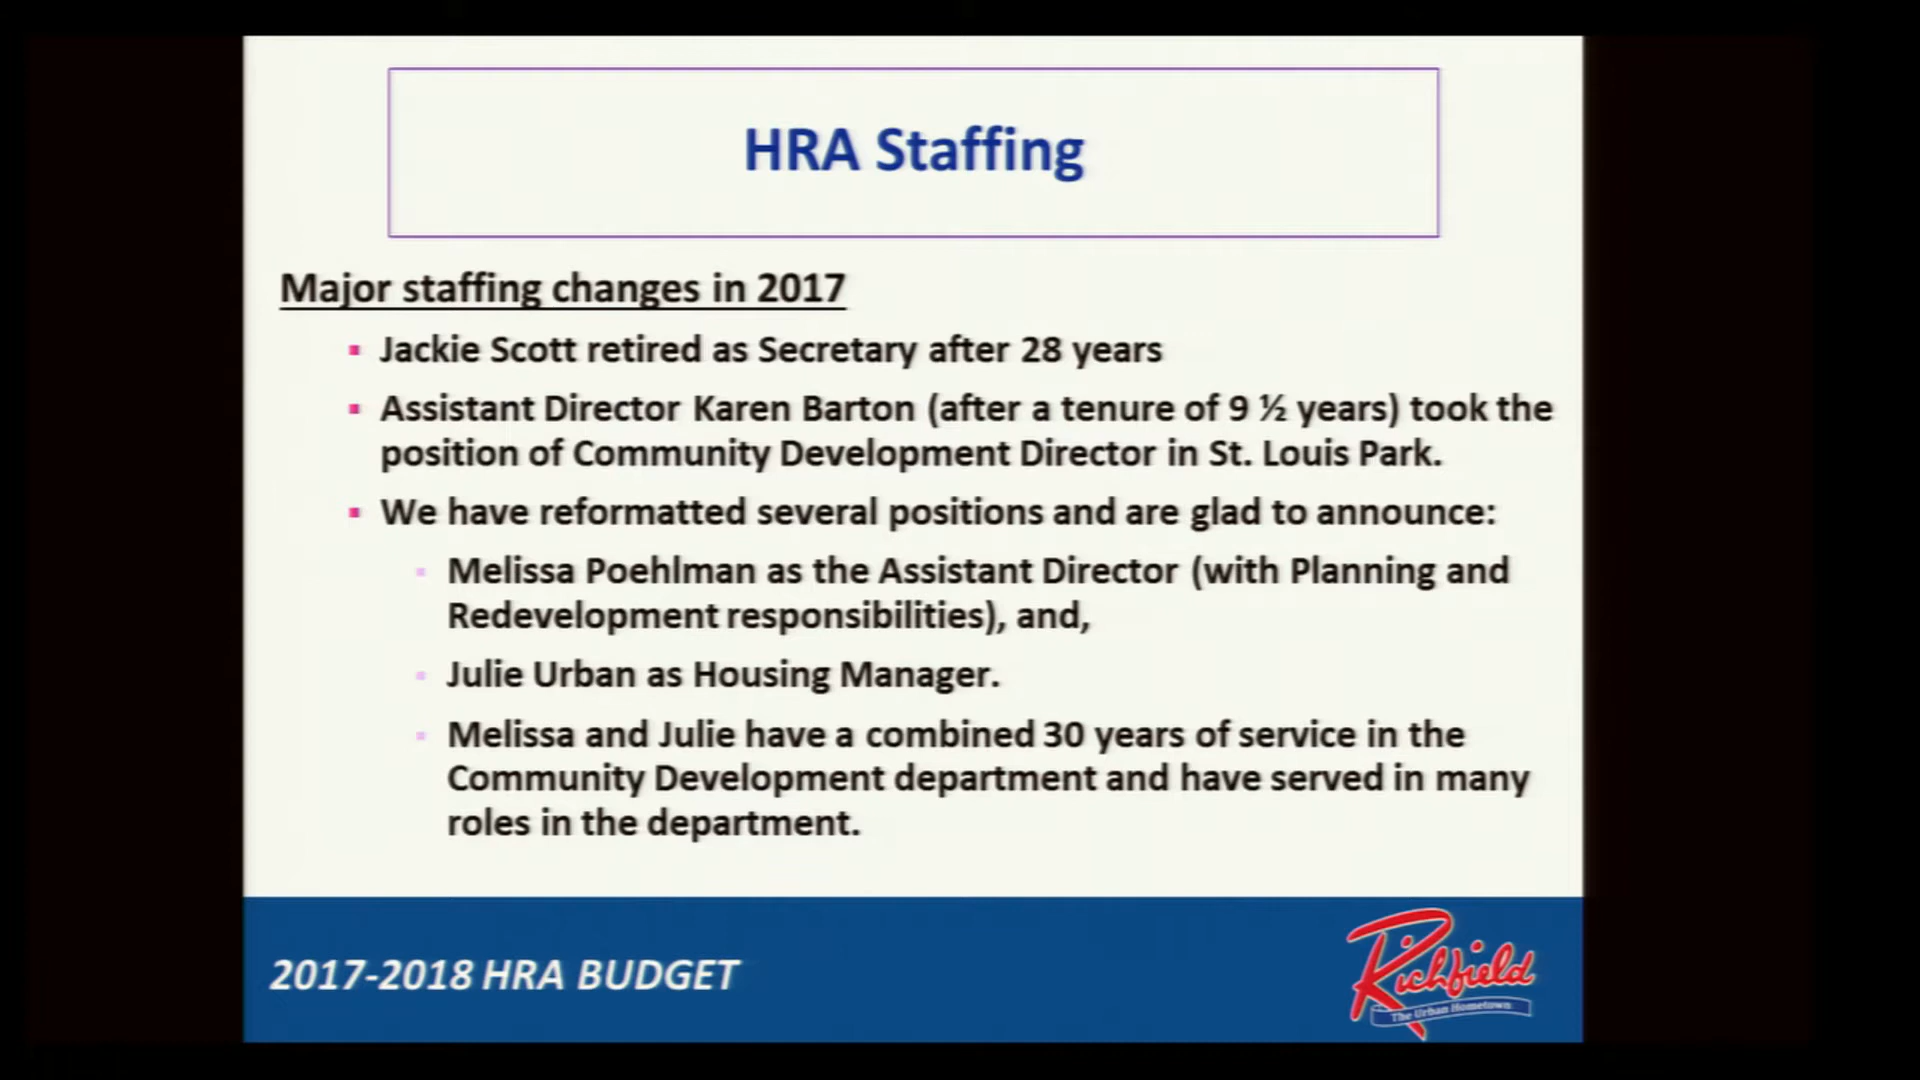 HRA Staffing
Major staffing changes in 2017
Jackie Scott retired as Secretary after 28 years
Assistant Director Karen Barton (after a tenure of 9 ½ years) took the
position of Community Development Director in St. Louis Park.
We have reformatted several positions and are glad to announce:
Melissa Poehlman as the Assistant Director (with Planning and
Redevelopment responsibilities), and,
Julie Urban as Housing Manager.
Melissa and Julie have a combined 30 years of service in the
Community Development department and have served in many
roles in the department.
2017-2018 HRA BUDGET
Richfield
The Urban Hometown